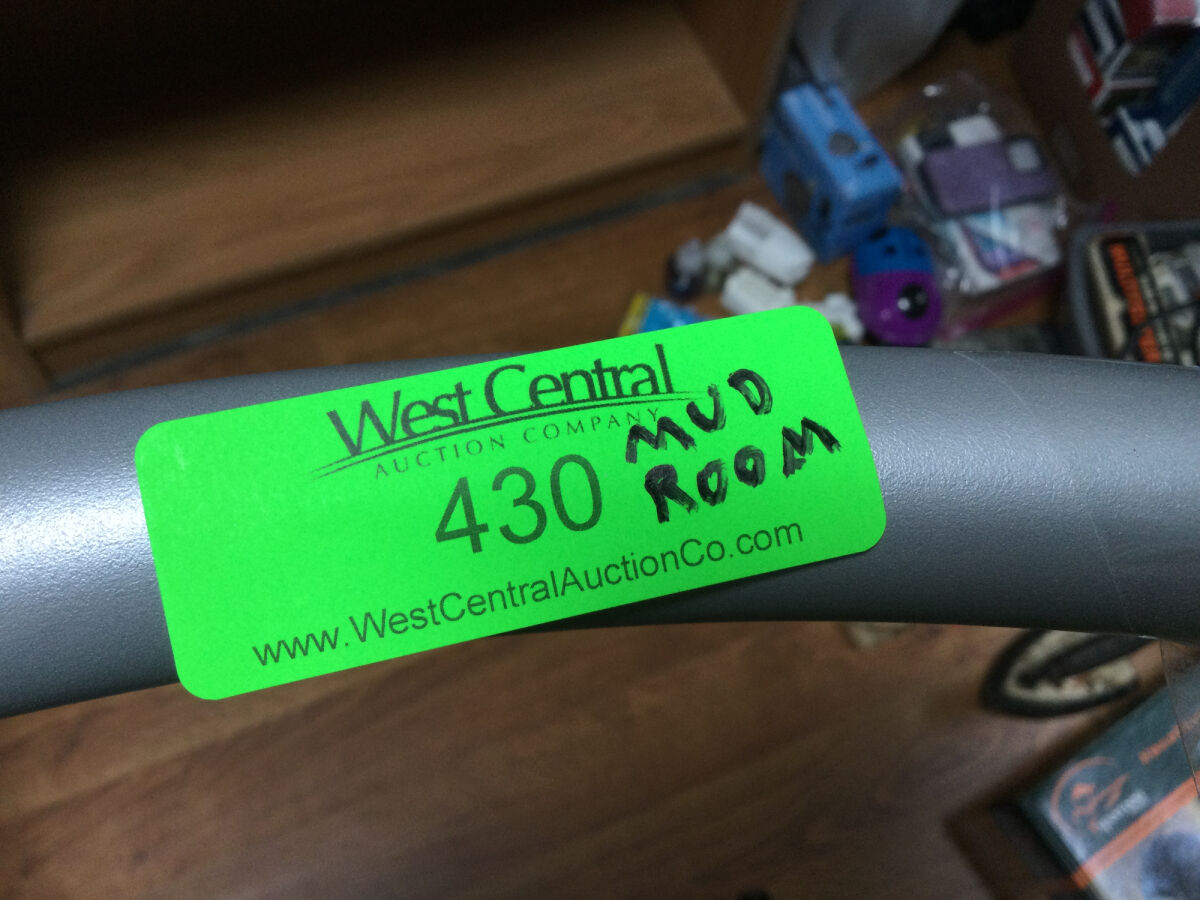 West Central
AUCTION COMPANY
430
MUD
ROOM
www.WestCentralAuctionCo.com